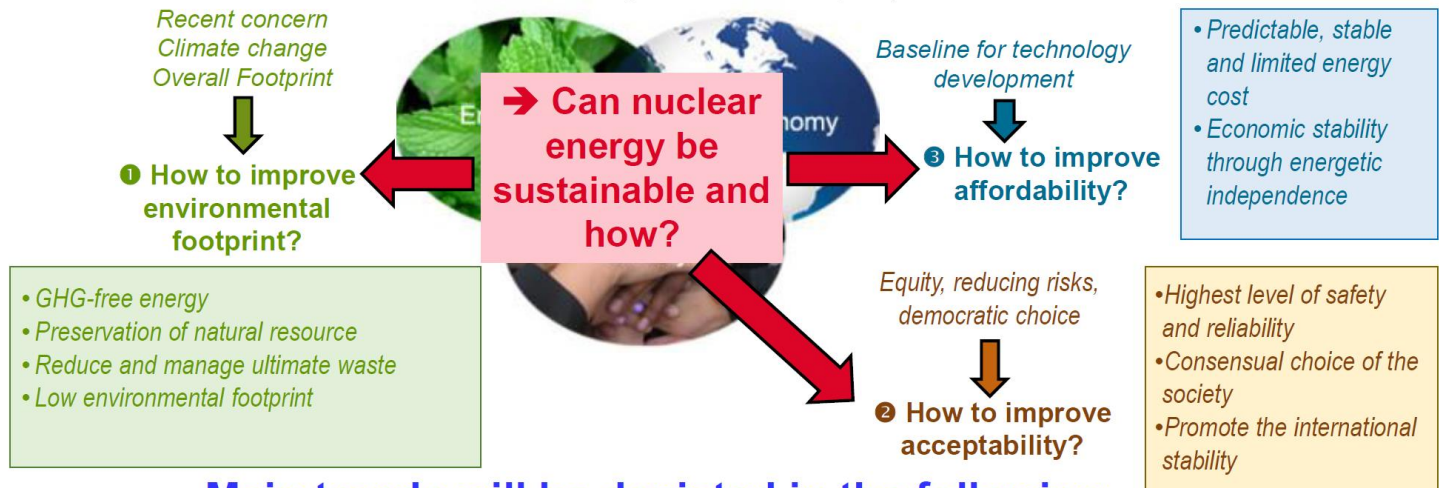 Recent concern
Climate change
Overall Footprint
❶ How to improve
environmental
footprint?
• GHG-free energy
• Preservation of natural resource
• Reduce and manage ultimate waste
• Low environmental footprint
➔ Can nuclear
energy be
sustainable and
how?
Baseline for technology
development
❸ How to improve
affordability?
• Predictable, stable
and limited energy
cost
• Economic stability
through energetic
independence
Equity, reducing risks,
democratic choice
❷ How to improve
acceptability?
•Highest level of safety
and reliability
•Consensual choice of the
society
•Promote the international
stability